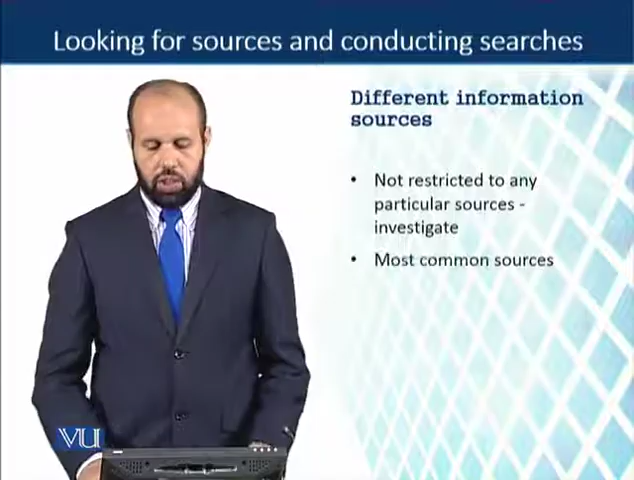 Looking for sources and conducting searches
Different information
sources
• Not restricted to any
particular sources -
investigate
• Most common sources
VU